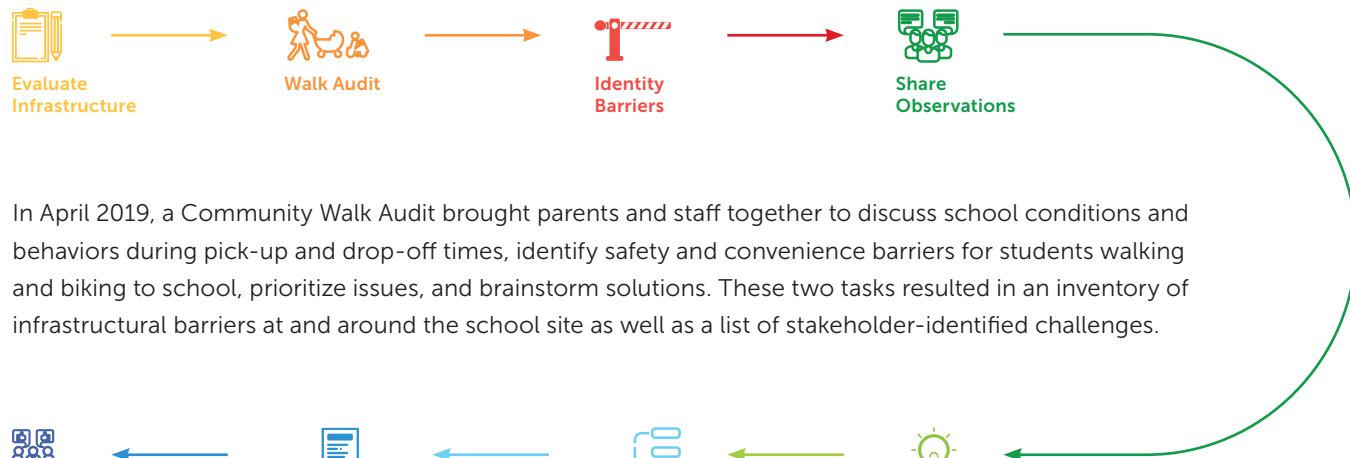 Evaluate
Infrastructure
Walk Audit
Identity
Barriers
Share
Observations
In April 2019, a Community Walk Audit brought parents and staff together to discuss school conditions and
behaviors during pick-up and drop-off times, identify safety and convenience barriers for students walking
and biking to school, prioritize issues, and brainstorm solutions. These two tasks resulted in an inventory of
infrastructural barriers at and around the school site as well as a list of stakeholder-identified challenges.